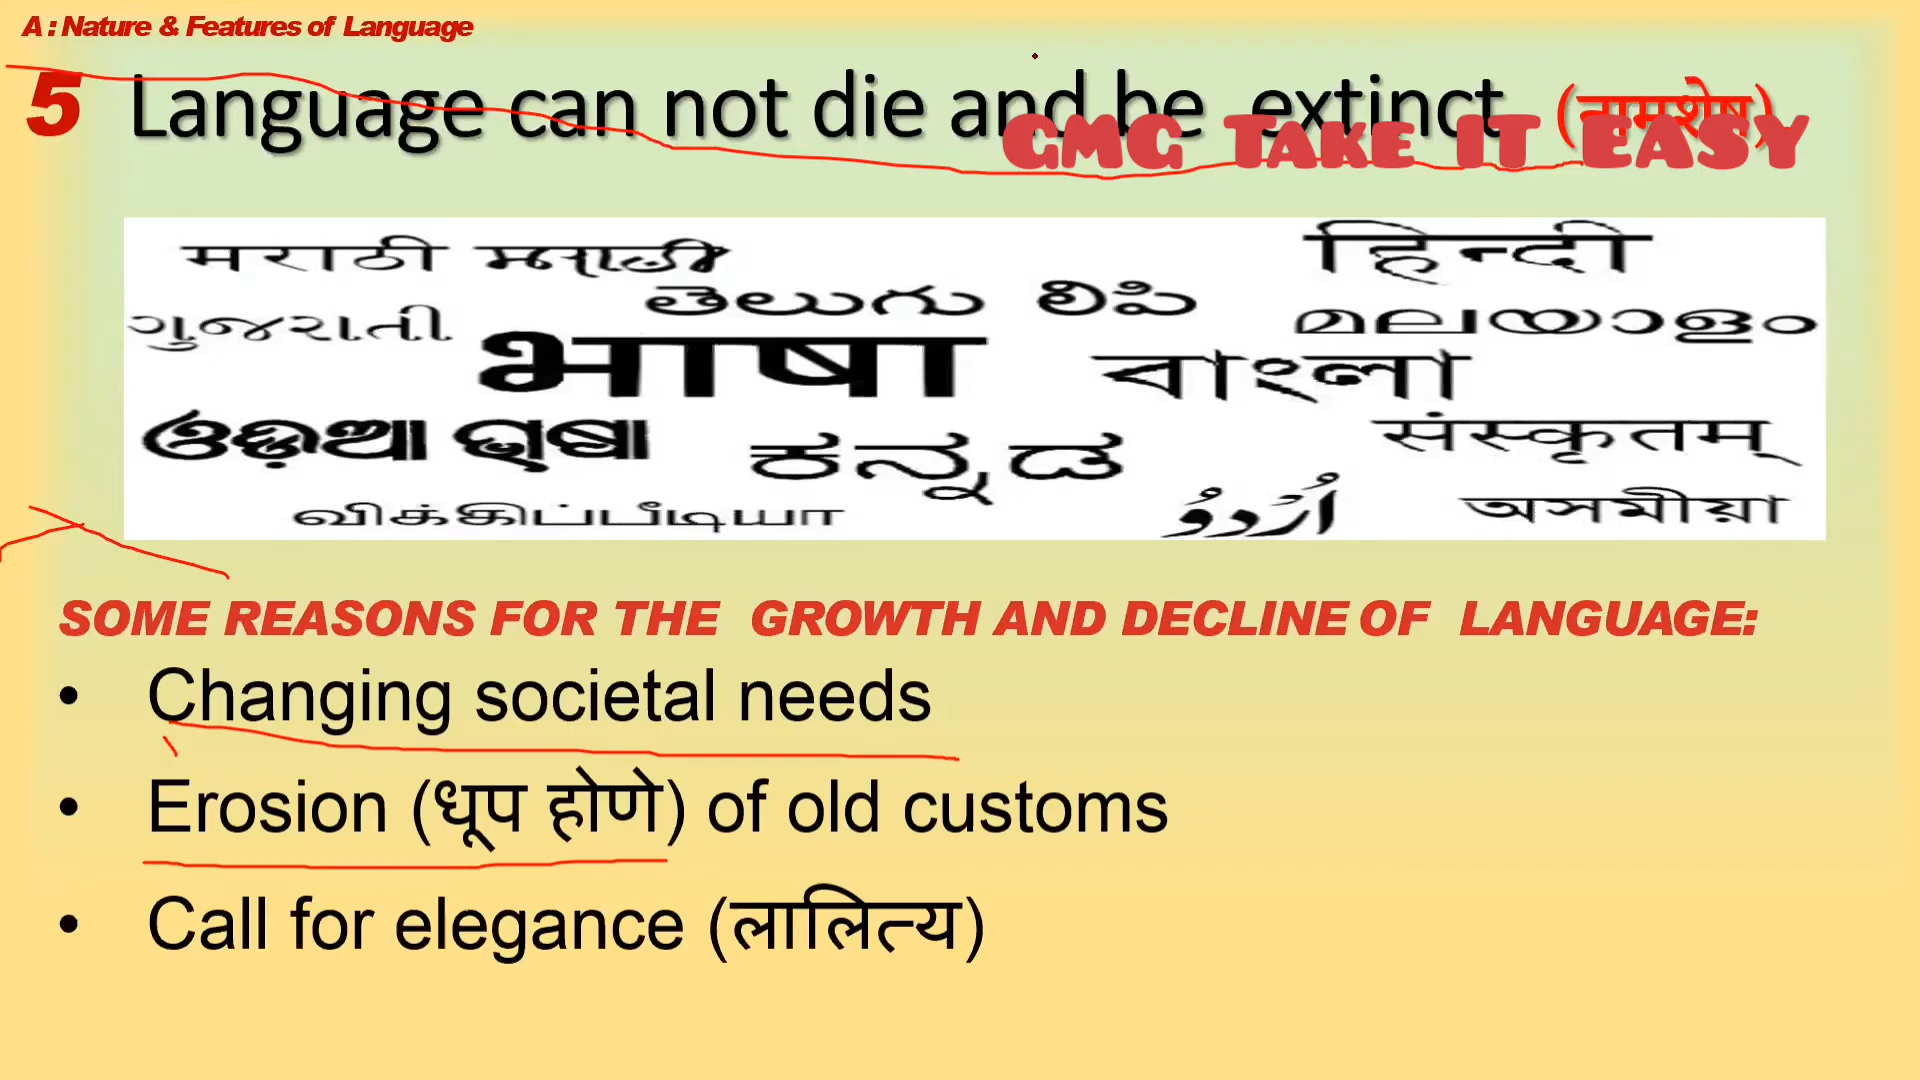 A : Nature & Features of Language
5 Language can not die and be extinct (नामशेष)
GMG TAKE IT EASY
मराठी
हिन्दी
తెలుగు లిపి
ગુજરાતી
മലയാളം
भाषा
বাংলা
ଓଡ଼ିଆ ଭାଷା
ಕನ್ನಡ
संस्कृतम्
விக்கிப்பீடியா
اُردُو
অসমীয়া
SOME REASONS FOR THE GROWTH AND DECLINE OF LANGUAGE:
• Changing societal needs
• Erosion (धूप होणे) of old customs
• Call for elegance (लालित्य)